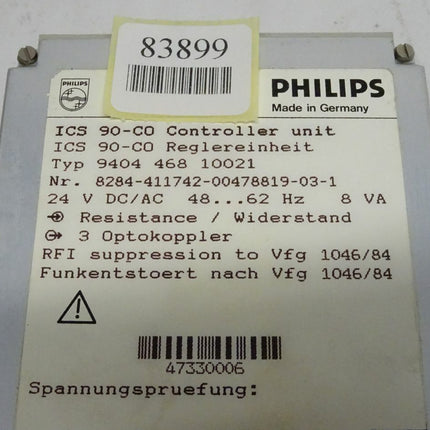 83899
PHILIPS
PHILIPS
Made in Germany
ICS 90-CO Controller unit
ICS 90-CO Reglereinheit
Typ 9404 468 10021
Nr. 8284-411742-00478819-03-1
24 V DC/AC 48...62 Hz 8 VA
Resistance / Widerstand
3 Optokoppler
RFI suppression to Vfg 1046/84
Funkentstoert nach Vfg 1046/84
47330006
Spannungspruefung: